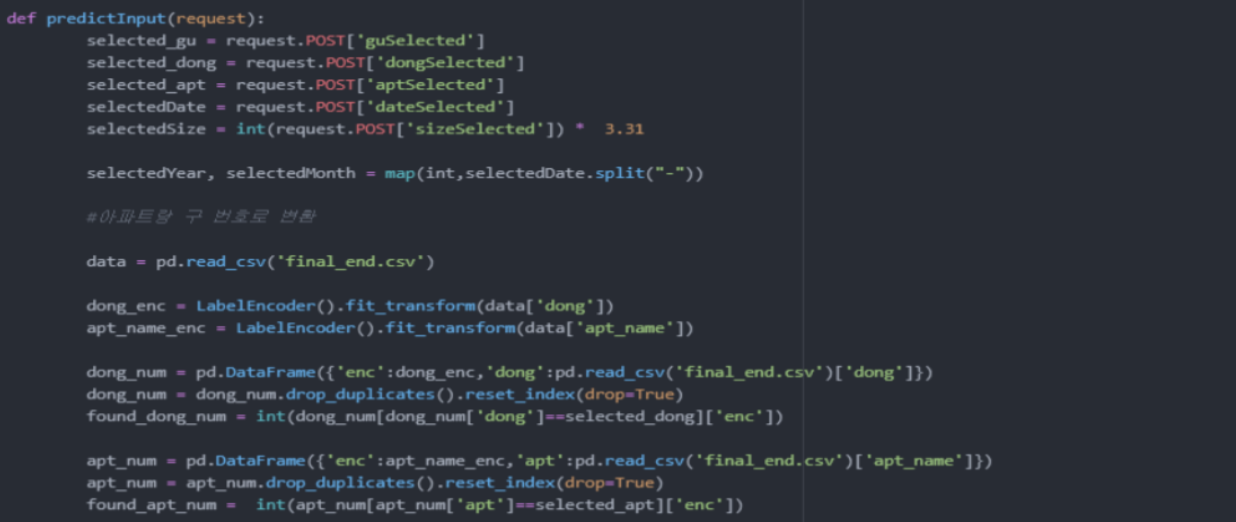 def predictInput(request):
selected_gu = request.POST['guSelected']
selected_dong = request.POST['dongSelected']
selected_apt = request.POST['aptSelected']
selectedDate = request.POST['dateSelected']
selectedSize = int(request.POST['sizeSelected']) * 3.31
selectedYear, selectedMonth = map(int,selectedDate.split("-"))
#아파트랑 구 번호로 변환
data = pd.read_csv('final_end.csv')
dong_enc = LabelEncoder().fit_transform(data['dong'])
apt_name_enc = LabelEncoder().fit_transform(data['apt_name'])
dong_num = pd.DataFrame({'enc':dong_enc,'dong':pd.read_csv('final_end.csv')['dong']})
dong_num = dong_num.drop_duplicates().reset_index(drop=True)
found_dong_num = int(dong_num[dong_num['dong']==selected_dong]['enc'])
apt_num = pd.DataFrame({'enc':apt_name_enc,'apt':pd.read_csv('final_end.csv')['apt_name']})
apt_num = apt_num.drop_duplicates().reset_index(drop=True)
found_apt_num =  int(apt_num[apt_num['apt']==selected_apt]['enc'])